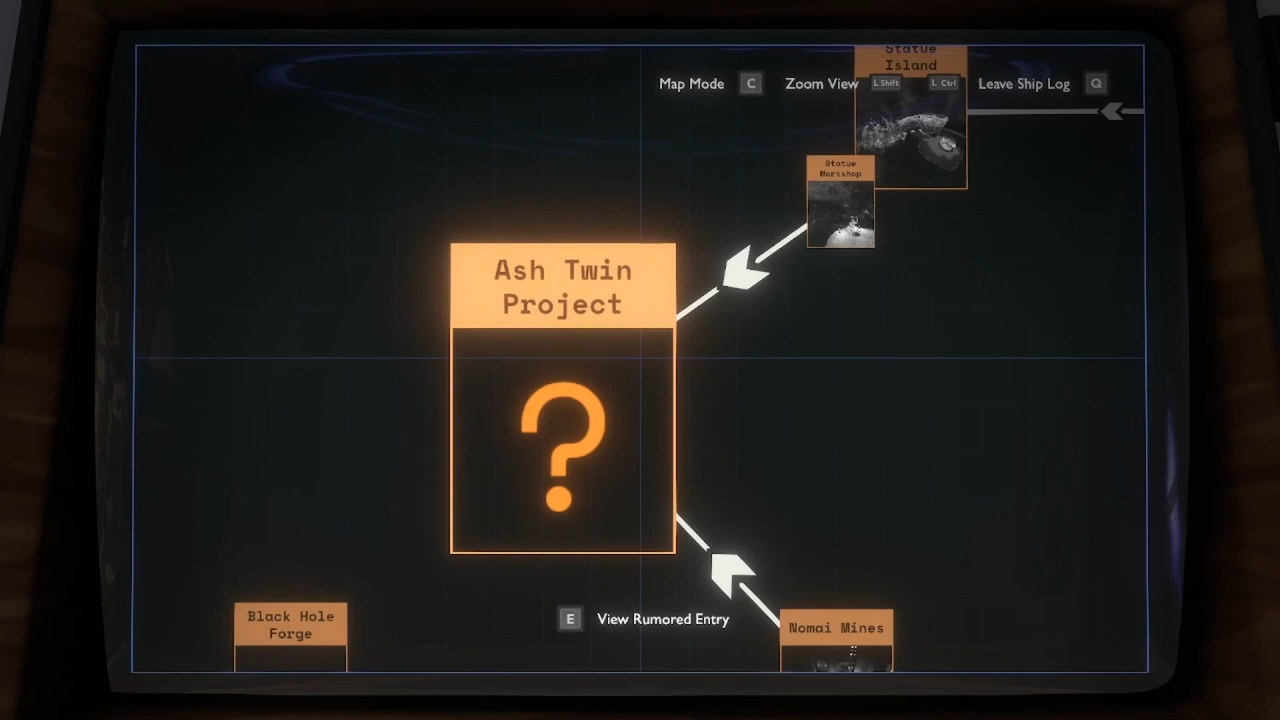 Statue
Island
Map Mode C Zoom View L Shift L Ctrl Leave Ship Log Q
Statue
Workshop
Ash Twin
Project
?
Black Hole
Forge
E View Rumored Entry
Nomai Mines